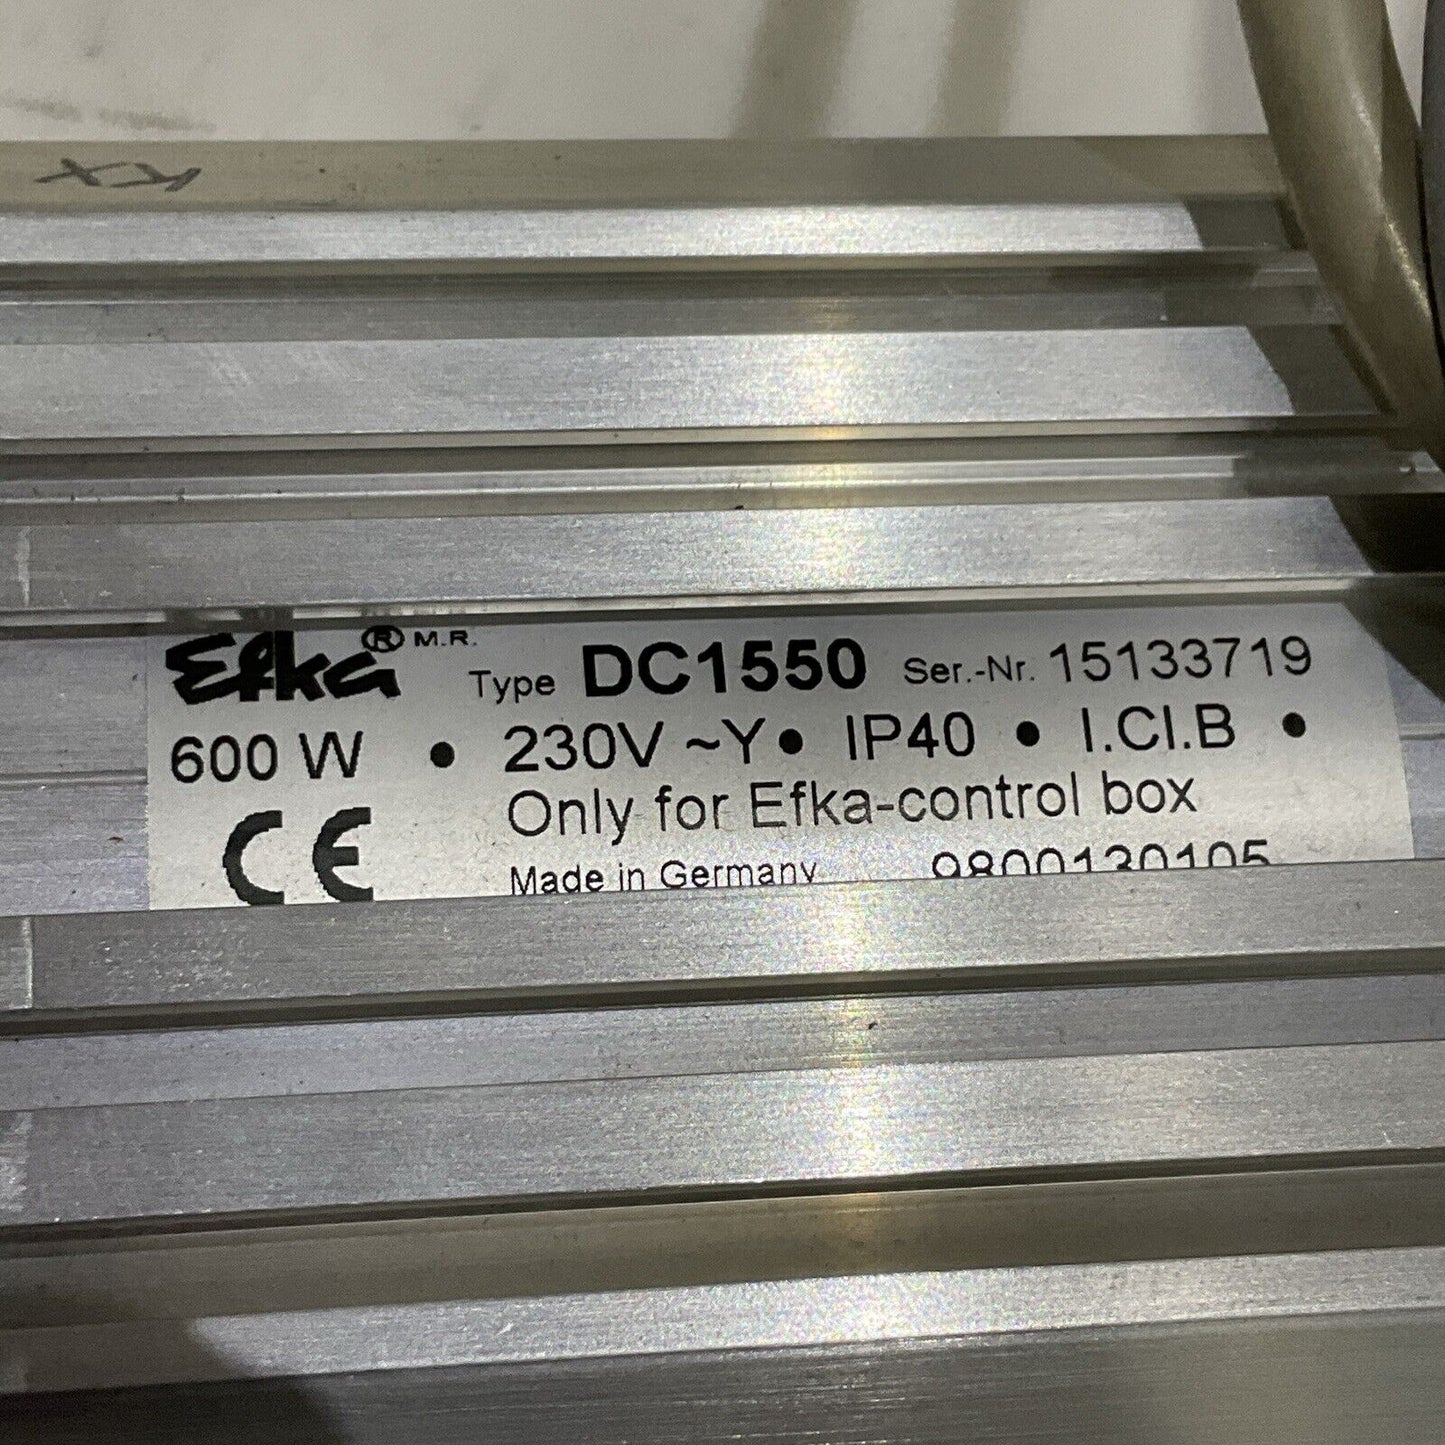 Efka ® M.R. Type DC1550 Ser.-Nr. 15133719
600 W • 230V ~Y • IP40 • I.Cl.B •
Only for Efka-control box
CE Made in Germany 9800130105